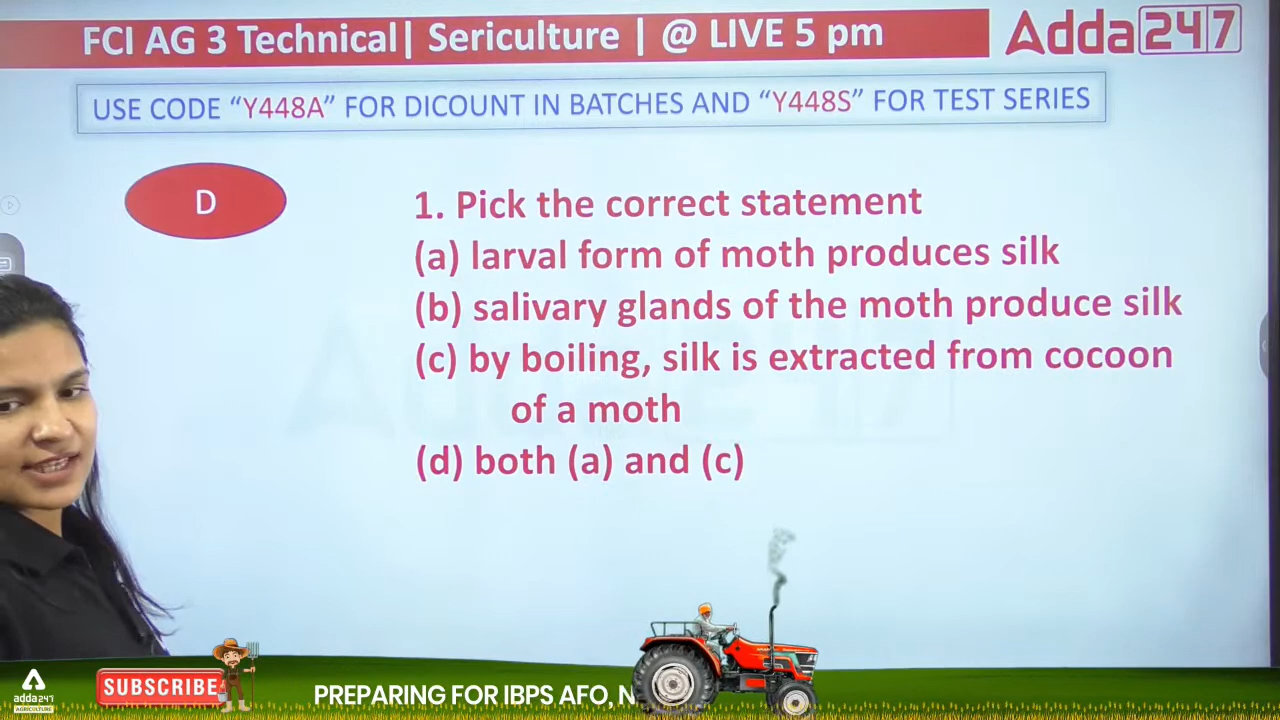 FCI AG 3 Technical| Sericulture | @ LIVE 5 pm
Adda247
USE CODE “Y448A” FOR DICOUNT IN BATCHES AND “Y448S” FOR TEST SERIES
D
1. Pick the correct statement
(a) larval form of moth produces silk
(b) salivary glands of the moth produce silk
(c) by boiling, silk is extracted from cocoon
of a moth
(d) both (a) and (c)
adda247
AGRICULTURE
SUBSCRIBE
PREPARING FOR IBPS AFO, N